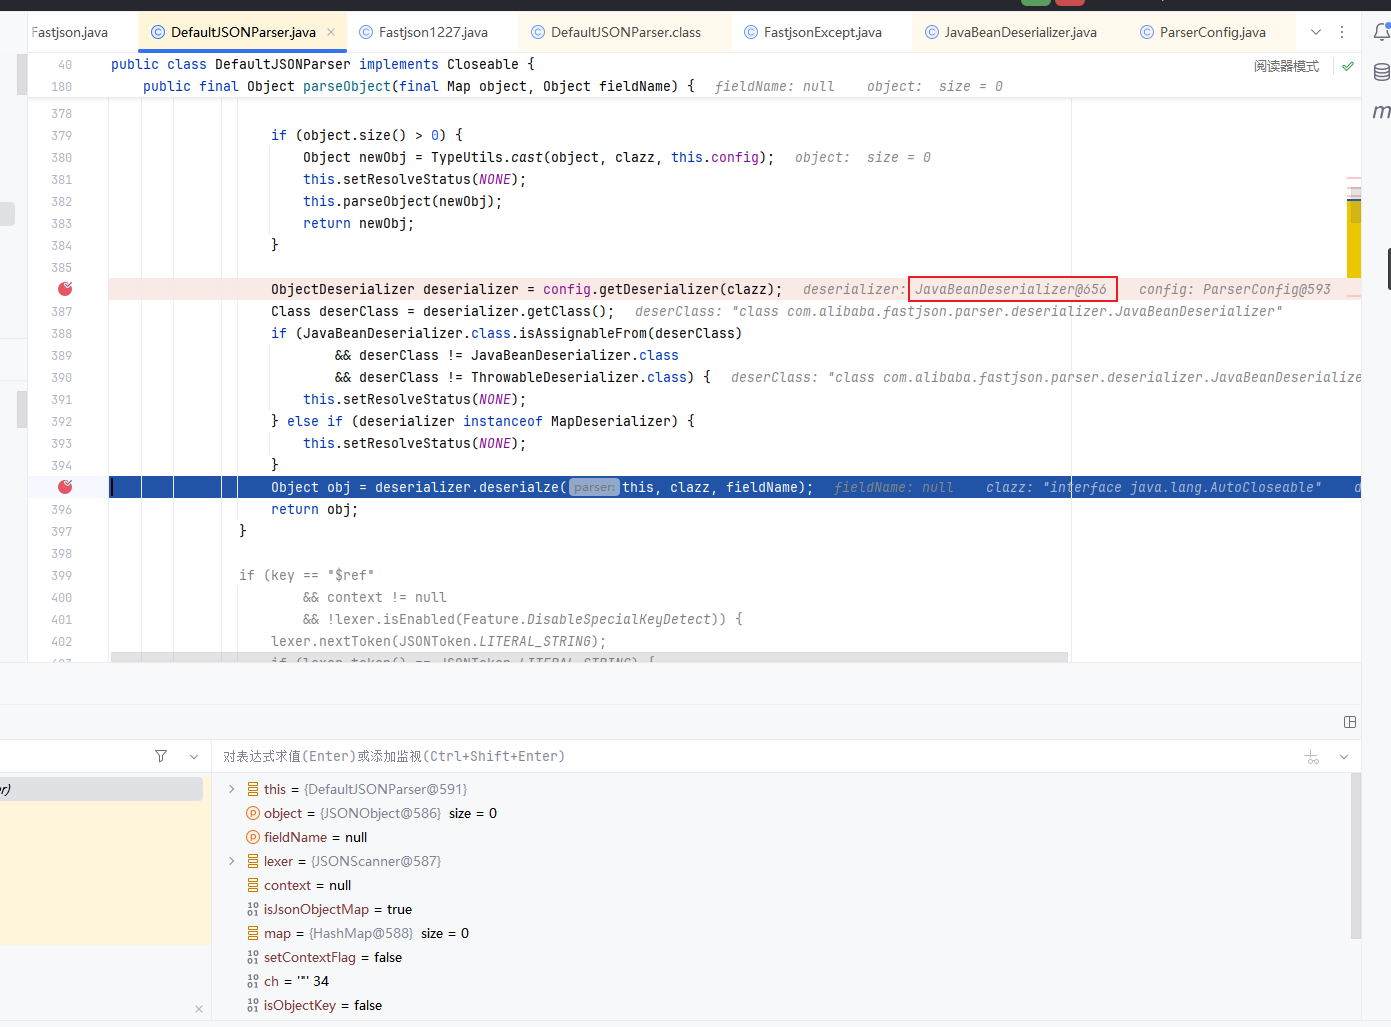 Fastjson.java DefaultJSONParser.java × Fastjson1227.java DefaultJSONParser.class FastjsonExcept.java JavaBeanDeserializer.java ParserConfig.java
40 public class DefaultJSONParser implements Closeable { 阅读器模式
180 public final Object parseObject(final Map object, Object fieldName) { fieldName: null object: size = 0
378
379 if (object.size() > 0) {
380 Object newObj = TypeUtils.cast(object, clazz, this.config); object: size = 0
381 this.setResolveStatus(NONE);
382 this.parseObject(newObj);
383 return newObj;
384 }
385
ObjectDeserializer deserializer = config.getDeserializer(clazz); deserializer: JavaBeanDeserializer@656 config: ParserConfig@593
387 Class deserClass = deserializer.getClass(); deserClass: "class com.alibaba.fastjson.parser.deserializer.JavaBeanDeserializer"
388 if (JavaBeanDeserializer.class.isAssignableFrom(deserClass)
389 && deserClass != JavaBeanDeserializer.class
390 && deserClass != ThrowableDeserializer.class) { deserClass: "class com.alibaba.fastjson.parser.deserializer.JavaBeanDeserialize
391 this.setResolveStatus(NONE);
392 } else if (deserializer instanceof MapDeserializer) {
393 this.setResolveStatus(NONE);
394 }
Object obj = deserializer.deserialze( parser: this, clazz, fieldName); fieldName: null clazz: "interface java.lang.AutoCloseable" d
396 return obj;
397 }
398
399 if (key == "$ref"
400 && context != null
401 && !lexer.isEnabled(Feature.DisableSpecialKeyDetect)) {
402 lexer.nextToken(JSONToken.LITERAL_STRING);
403 if (lexer.token() == JSONToken.LITERAL_STRING) {
对表达式求值(Enter)或添加监视(Ctrl+Shift+Enter)
r)
this = {DefaultJSONParser@591}
object = {JSONObject@586} size = 0
fieldName = null
lexer = {JSONScanner@587}
context = null
isJsonObjectMap = true
map = {HashMap@588} size = 0
setContextFlag = false
ch = '"' 34
isObjectKey = false